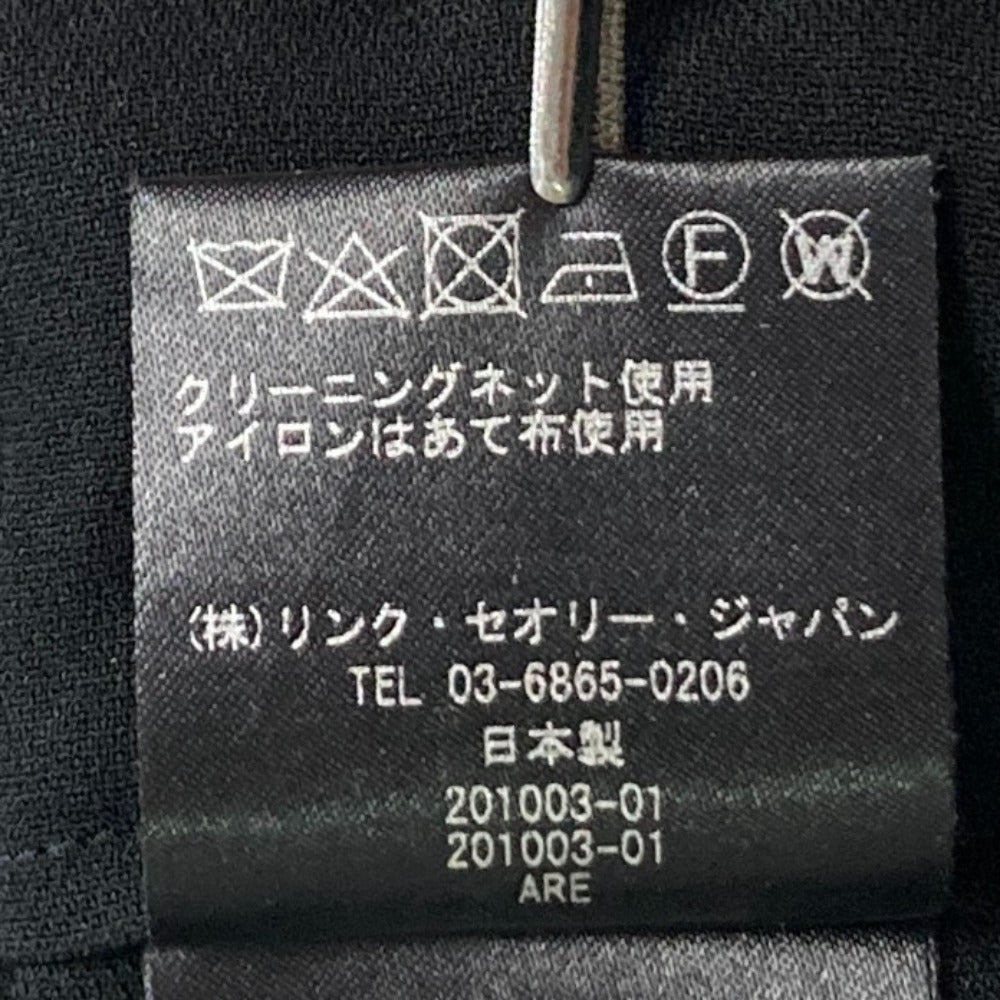 F W
クリーニングネット使用
アイロンはあて布使用
(株)リンク・セオリー・ジャパン
TEL 03-6865-0206
日本製
201003-01
201003-01
ARE